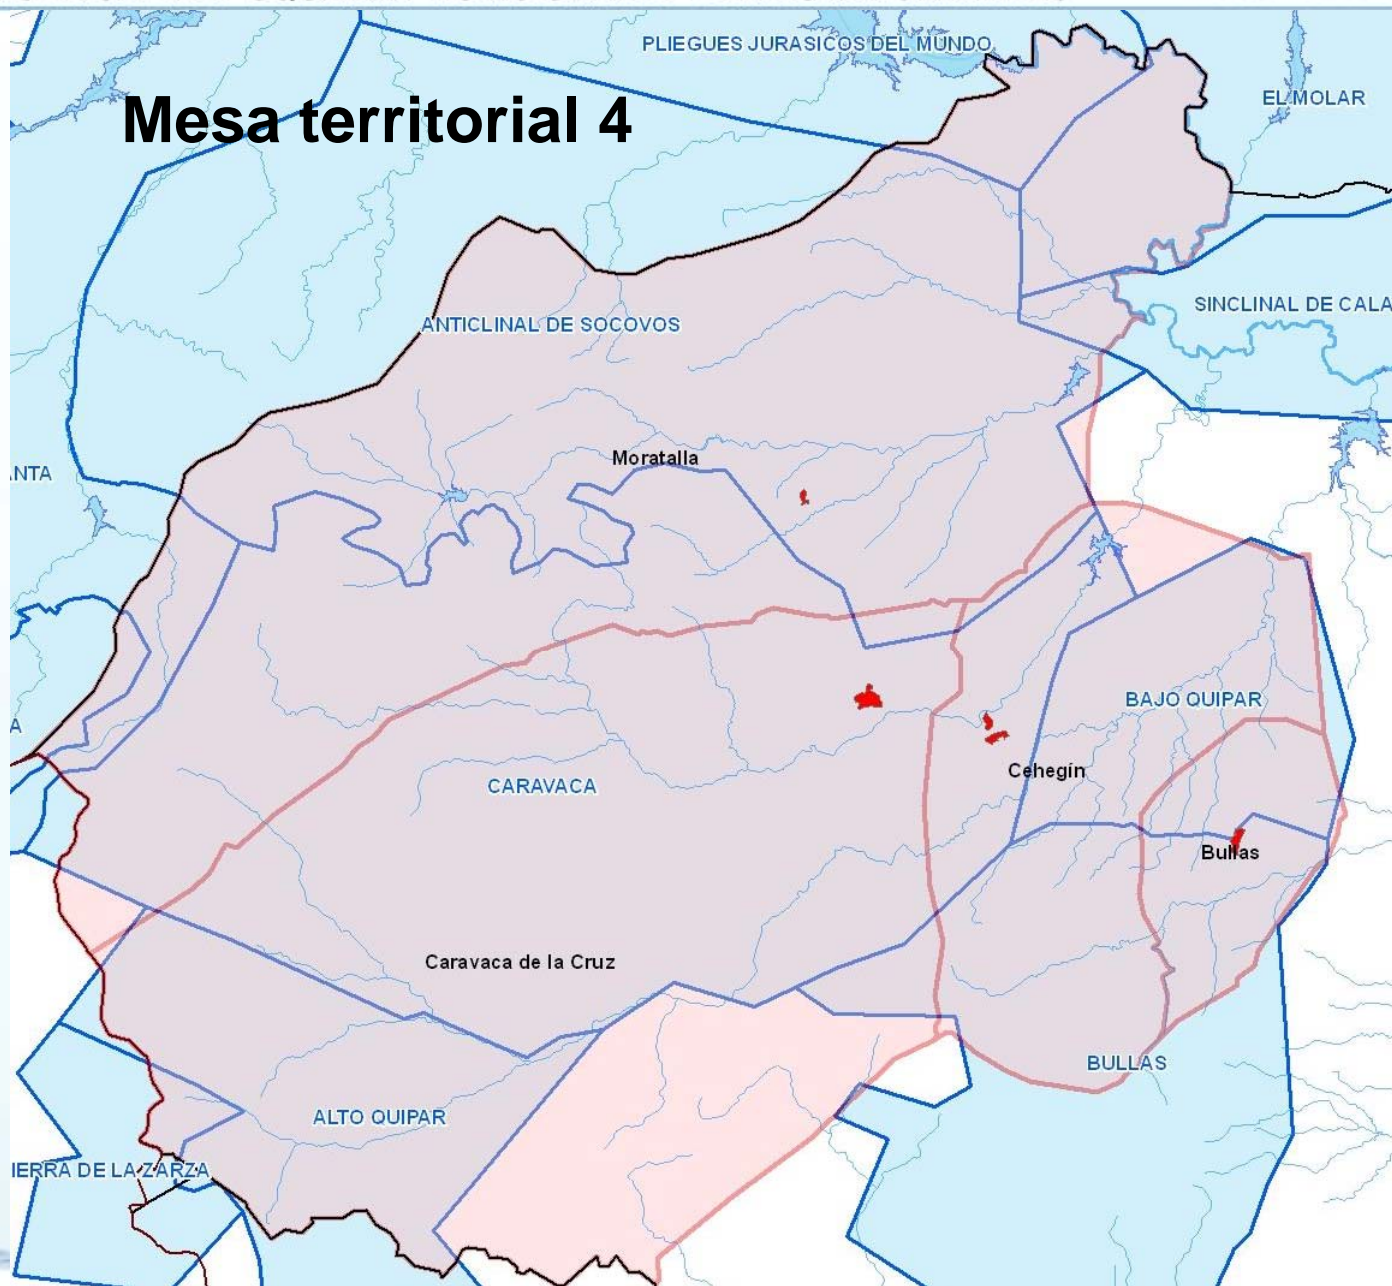 PLIEGUES JURASICOS DEL MUNDO
EL MOLAR
Mesa territorial 4
SINCLINAL DE CALA
ANTICLINAL DE SOCOVOS
Moratalla
NTA
BAJO QUIPAR
A
Cehegín
CARAVACA
Bullas
Caravaca de la Cruz
BULLAS
ALTO QUIPAR
IERRA DE LA ZARZA